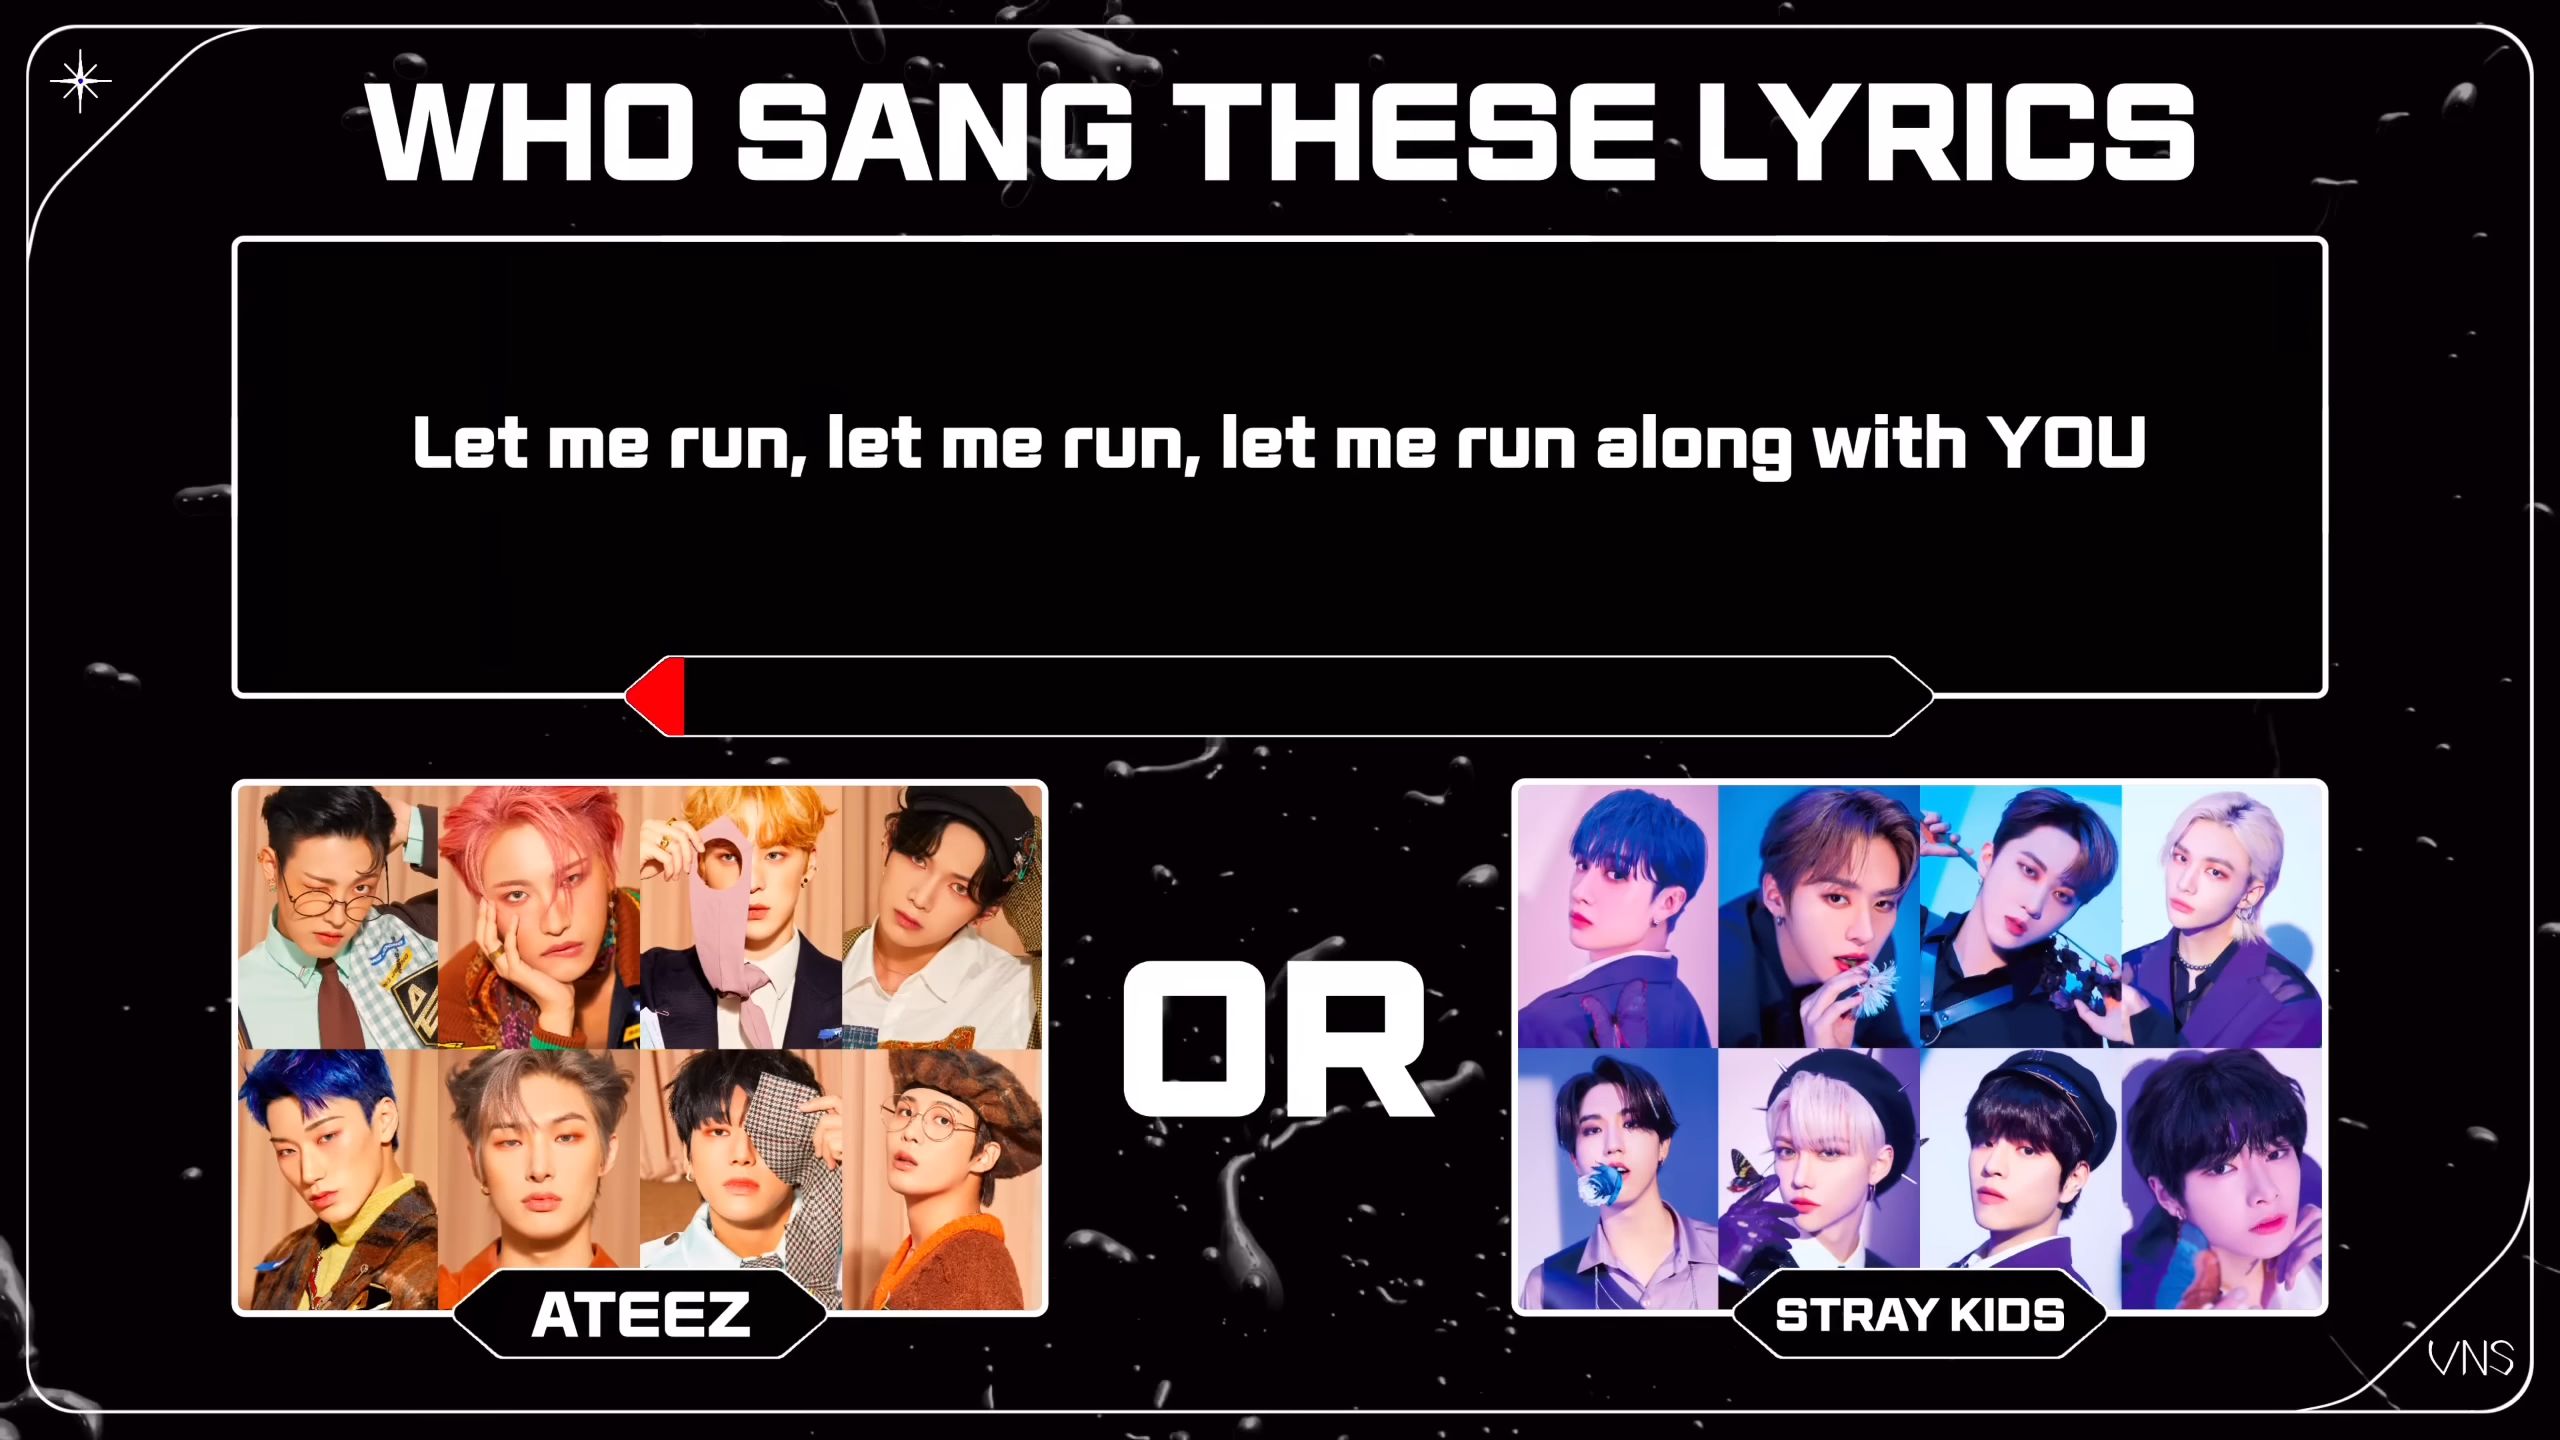 WHO SANG THESE LYRICS
Let me run, let me run, let me run along with YOU
OR
ATEEZ
STRAY KIDS
VNS